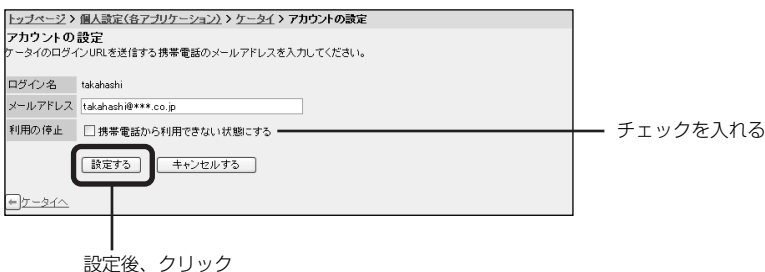 トップページ > 個人設定(各アプリケーション) > ケータイ > アカウントの設定
アカウントの設定
ケータイのログインURLを送信する携帯電話のメールアドレスを入力してください。
ログイン名 takahashi
メールアドレス takahashi@***.co.jp
利用の停止 携帯電話から利用できない状態にする
チェックを入れる
設定する キャンセルする
ケータイへ
設定後、クリック